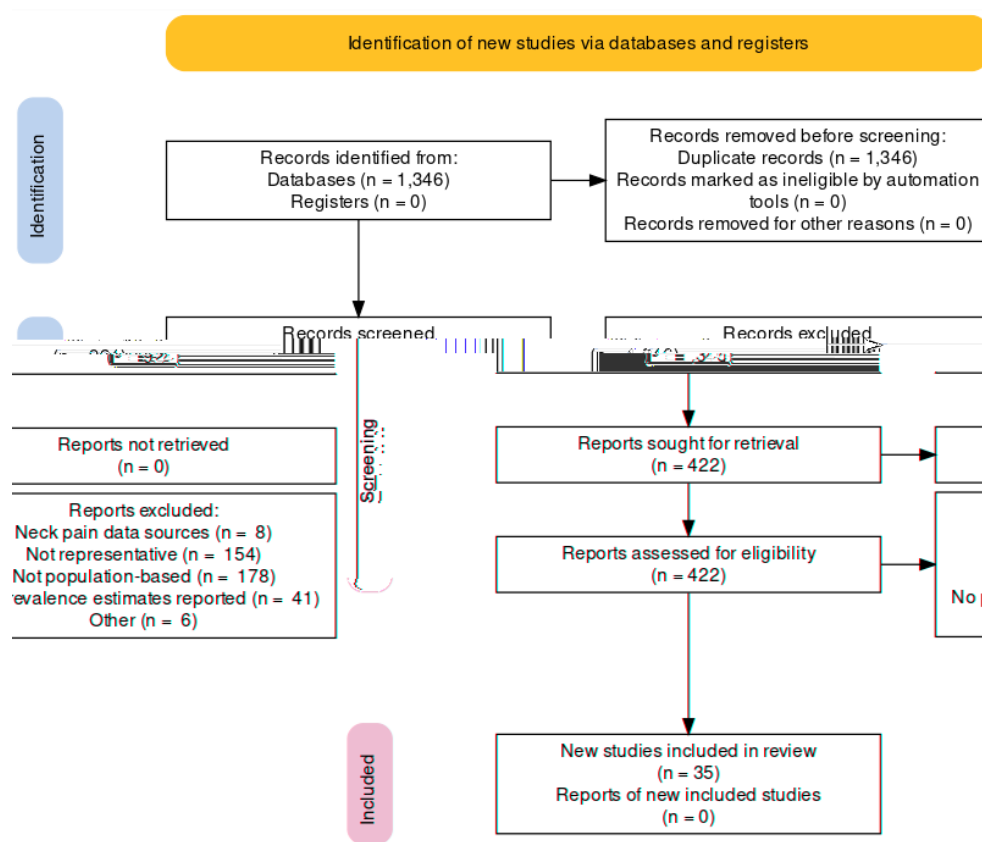 Identification of new studies via databases and registers
Identification
Records identified from:
Databases (n = 1,346)
Registers (n = 0)
Records removed before screening:
Duplicate records (n = 1,346)
Records marked as ineligible by automation
tools (n = 0)
Records removed for other reasons (n = 0)
Records screened
Records excluded
Screening
Reports not retrieved
(n = 0)
Reports sought for retrieval
(n = 422)
Reports excluded:
Neck pain data sources (n = 8)
Not representative (n = 154)
Not population-based (n = 178)
estimates reported (n = 41)
Other (n = 6)
Reports assessed for eligibility
(n = 422)
No
Included
New studies included in review
(n = 35)
Reports of new included studies
(n = 0)